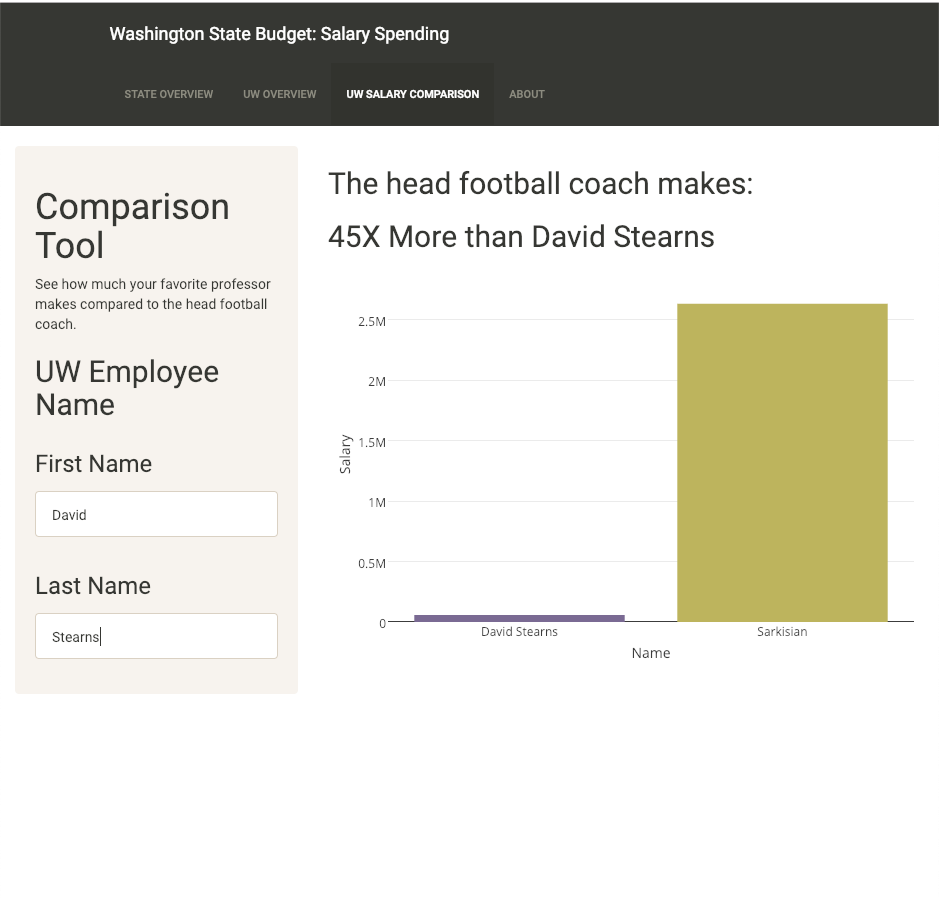 Washington State Budget: Salary Spending
STATE OVERVIEW UW OVERVIEW UW SALARY COMPARISON ABOUT
Comparison
Tool
See how much your favorite professor
makes compared to the head football
coach.
UW Employee
Name
First Name
David
Last Name
Stearns
The head football coach makes:
45X More than David Stearns
2.5M
2M
1.5M
1M
0.5M
0
Salary
David Stearns Sarkisian
Name